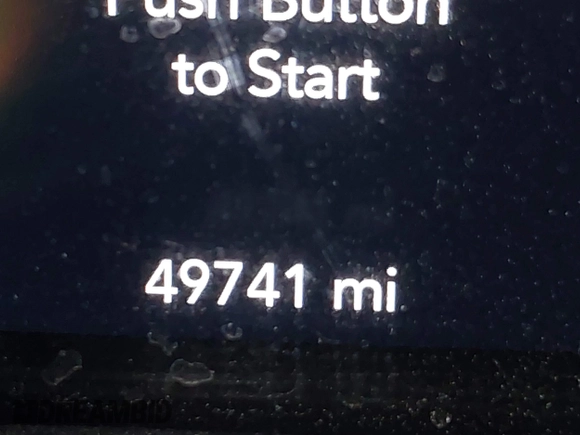 Push Button
to Start
49741 mi